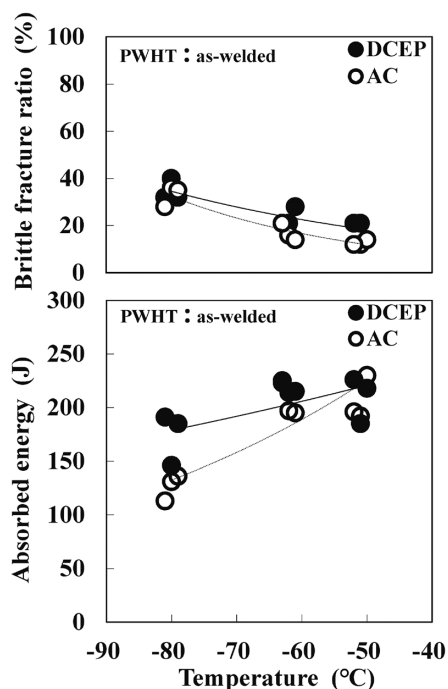 Brittle fracture ratio (%)
100
80
60
40
20
0
PWHT : as-welded
DCEP
AC
Absorbed energy (J)
300
250
200
150
100
50
0
PWHT : as-welded
DCEP
AC
-90 -80 -70 -60 -50 -40
Temperature (°C)